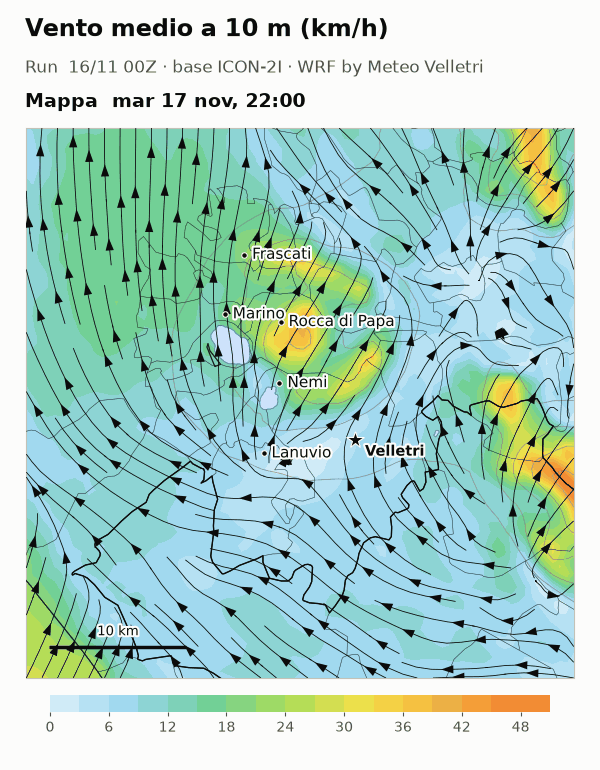 Vento medio a 10 m (km/h)
Run  16/11 00Z · base ICON-2I · WRF by Meteo Velletri
Mappa  mar 17 nov, 22:00
Frascati
Marino
Rocca di Papa
Nemi
Velletri
Lanuvio
10 km
0 6 12 18 24 30 36 42 48